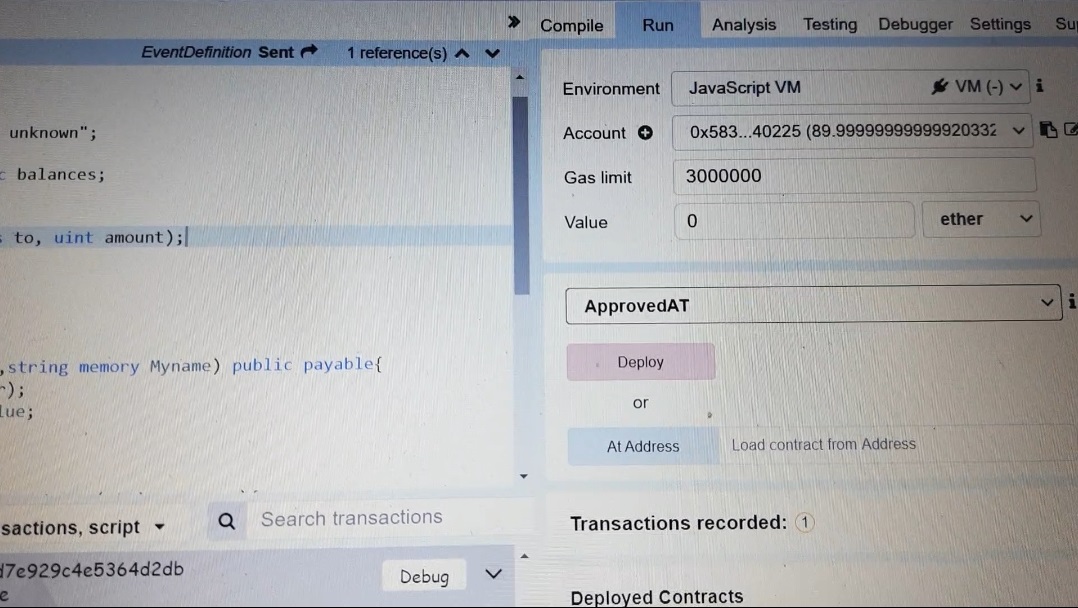 Compile Run Analysis Testing Debugger Settings Su
EventDefinition Sent 1 reference(s)
unknown";
c balances;
s to, uint amount);
,string memory Myname) public payable{
r);
lue;
sactions, script
Search transactions
d7e929c4e5364d2db
e
Debug
Environment JavaScript VM VM (-)
Account 0x583...40225 (89.99999999999920332
Gas limit 3000000
Value 0 ether
ApprovedAT
Deploy
or
At Address Load contract from Address
Transactions recorded: 1
Deployed Contracts